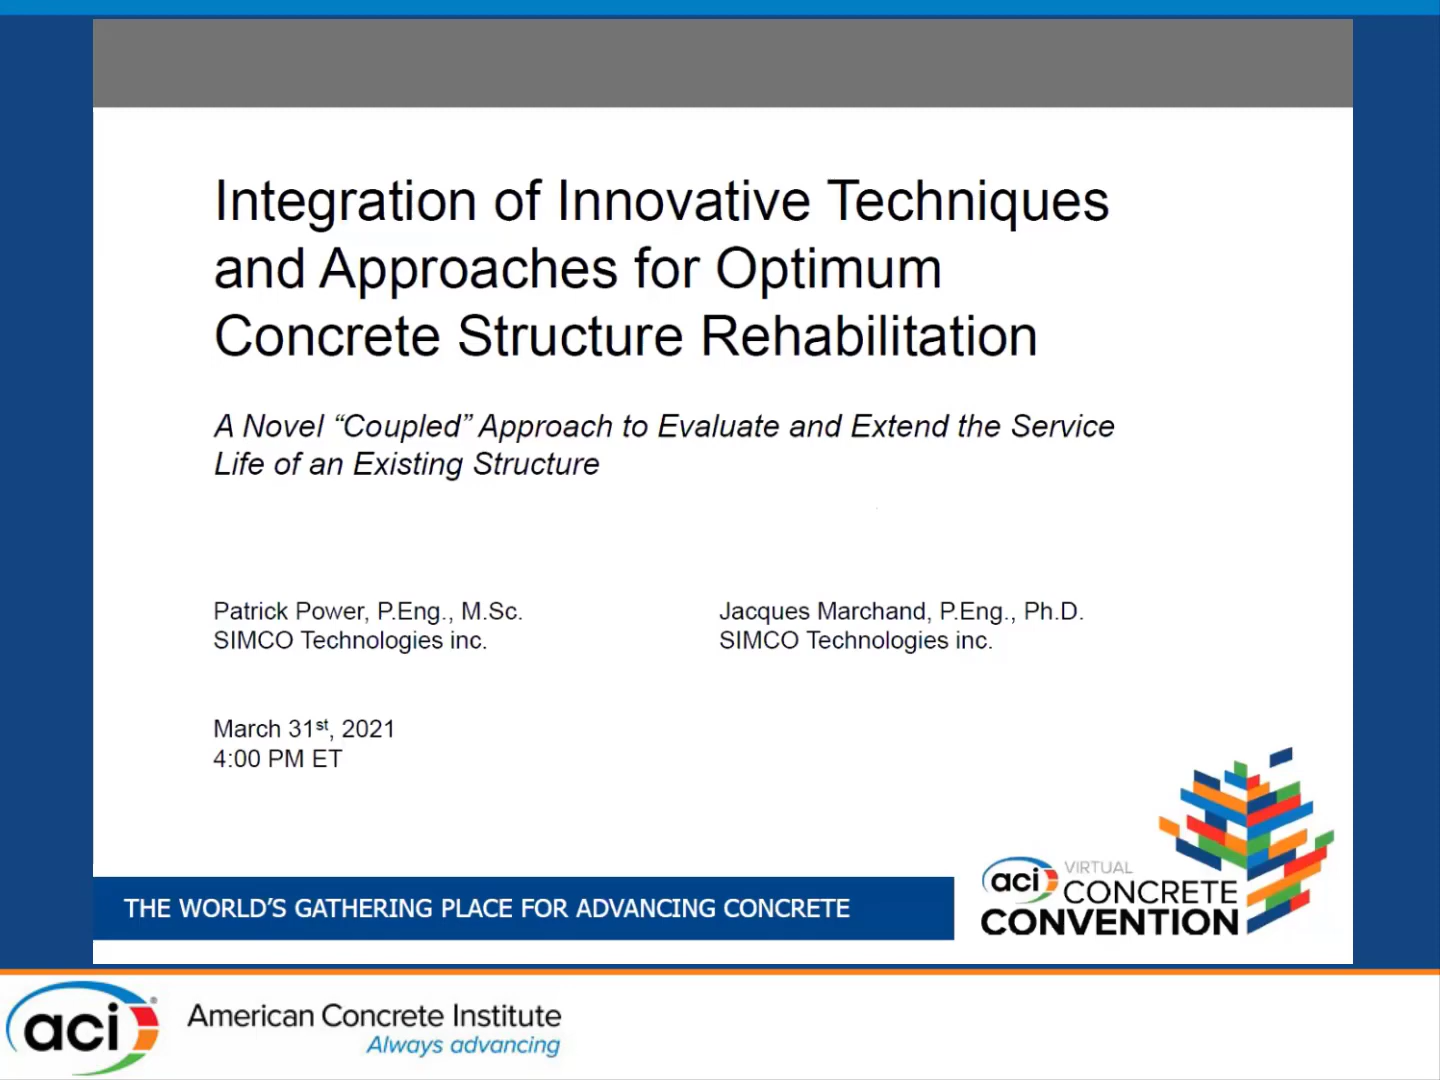 Integration of Innovative Techniques
and Approaches for Optimum
Concrete Structure Rehabilitation
A Novel “Coupled” Approach to Evaluate and Extend the Service
Life of an Existing Structure
Patrick Power, P.Eng., M.Sc.
SIMCO Technologies inc.
Jacques Marchand, P.Eng., Ph.D.
SIMCO Technologies inc.
March 31st, 2021
4:00 PM ET
THE WORLD’S GATHERING PLACE FOR ADVANCING CONCRETE
aci VIRTUAL
CONCRETE
CONVENTION
aci®
American Concrete Institute
Always advancing